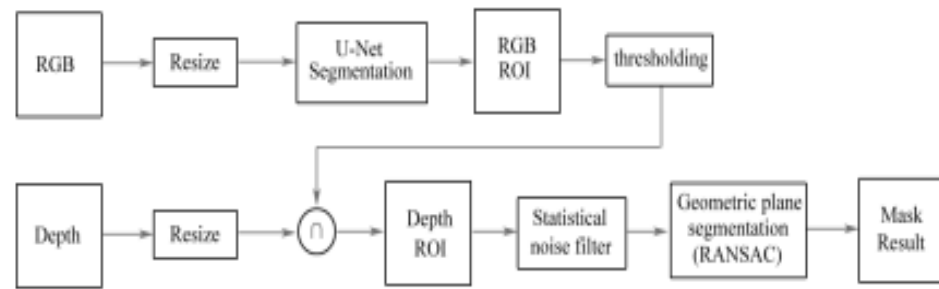 RGB
Resize
U-Net
Segmentation
RGB
ROI
thresholding
Depth
Resize
∩
Depth
ROI
Statistical
noise filter
Geometric plane
segmentation
(RANSAC)
Mask
Result